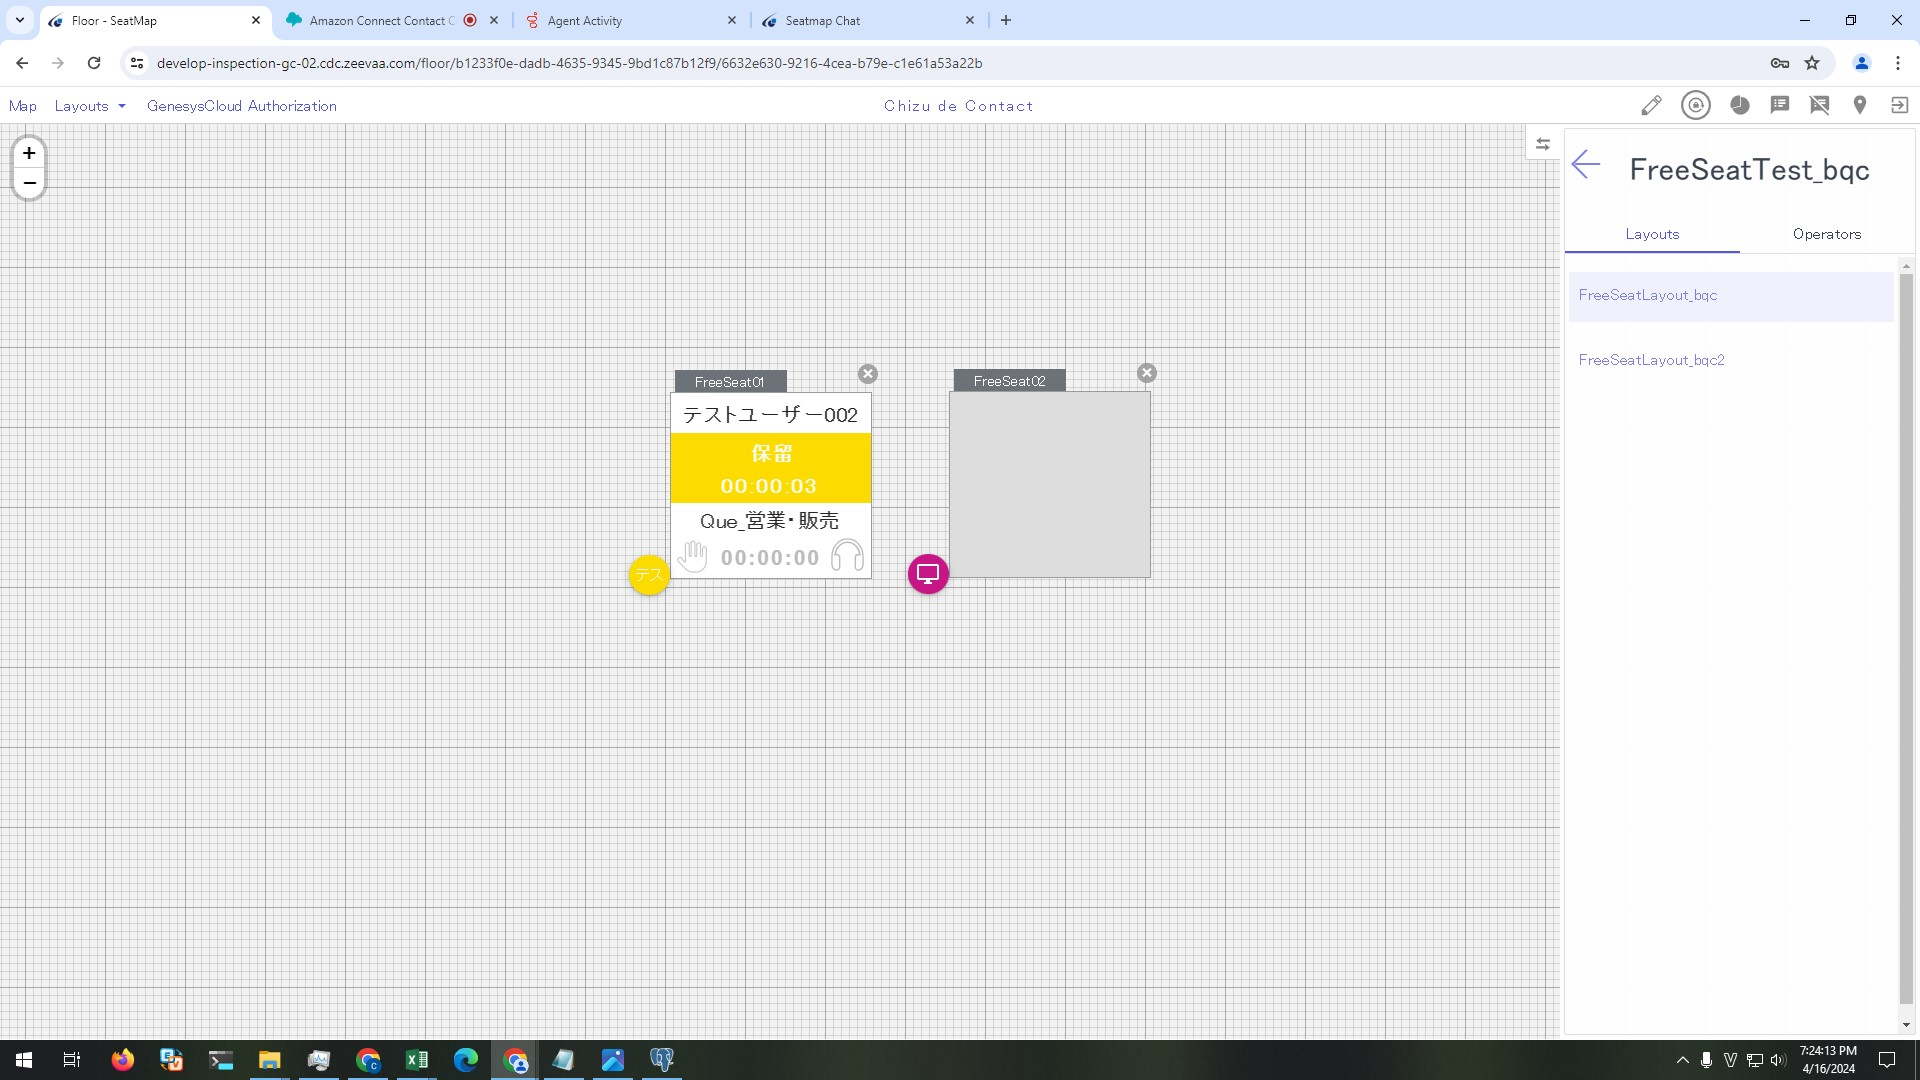 Floor - SeatMap
Amazon Connect Contact C
Agent Activity
Seatmap Chat
develop-inspection-gc-02.cdc.zeevaa.com/floor/b1233f0e-dadb-4635-9345-9bd1c87b12f9/6632e630-9216-4cea-b79e-c1e61a53a22b
Map
Layouts
GenesysCloud Authorization
Chizu de Contact
+
−
FreeSeatTest_bqc
Layouts
Operators
FreeSeatLayout_bqc
FreeSeatLayout_bqc2
FreeSeat01
テストユーザー002
保留
00:00:03
Que_営業・販売
00:00:00
テス
FreeSeat02
7:24:13 PM
4/16/2024